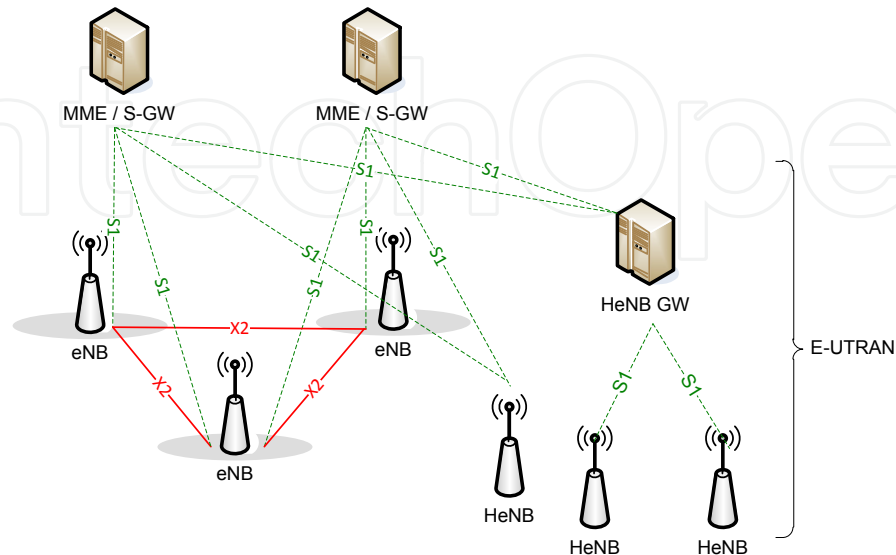 MME / S-GW
MME / S-GW
S1
S1
S1
S1
S1
S1
S1
S1
HeNB GW
eNB
X2
eNB
E-UTRAN
X2
X2
S1
S1
eNB
HeNB
HeNB
HeNB
ntechOpe